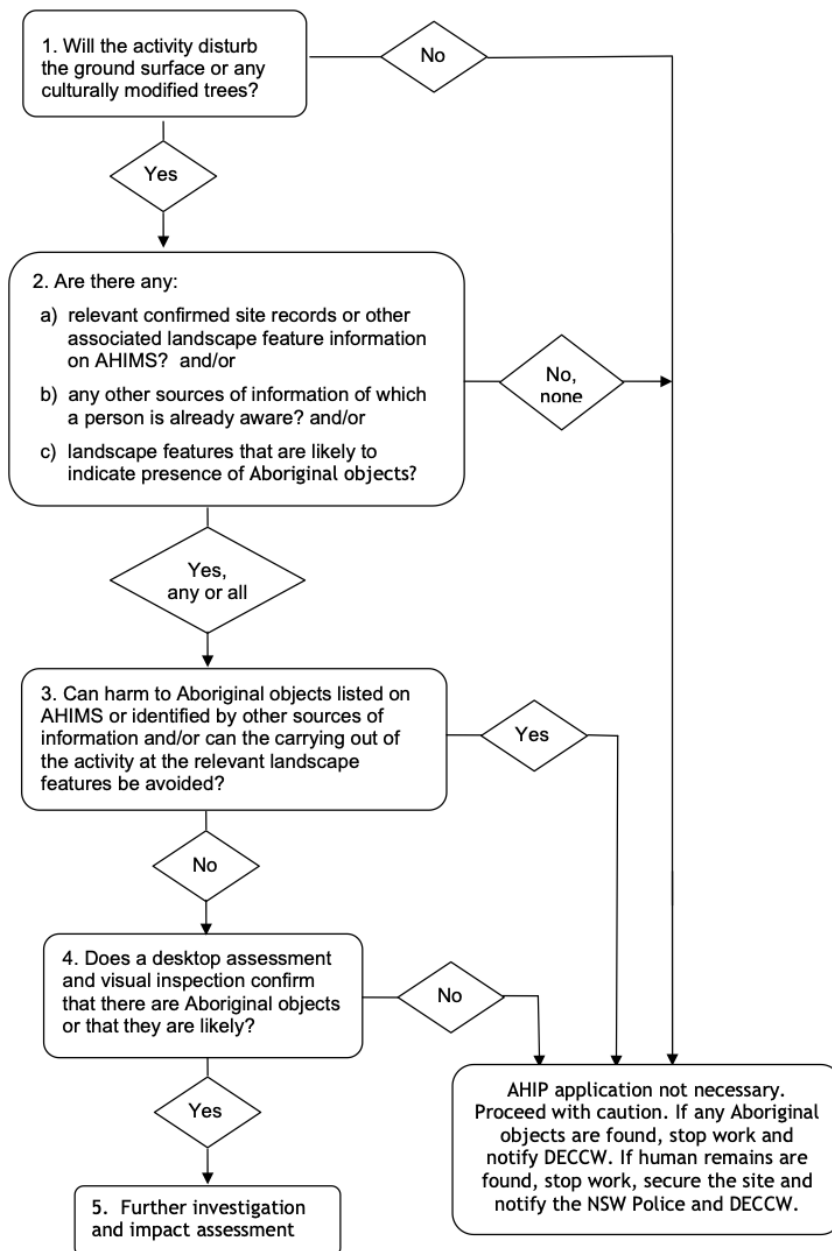 1. Will the activity disturb
the ground surface or any
culturally modified trees?
No
Yes
2. Are there any:
a) relevant confirmed site records or other
associated landscape feature information
on AHIMS? and/or
b) any other sources of information of which
a person is already aware? and/or
c) landscape features that are likely to
indicate presence of Aboriginal objects?
No,
none
Yes,
any or all
3. Can harm to Aboriginal objects listed on
AHIMS or identified by other sources of
information and/or can the carrying out of
the activity at the relevant landscape
features be avoided?
Yes
No
4. Does a desktop assessment
and visual inspection confirm
that there are Aboriginal objects
or that they are likely?
No
Yes
5. Further investigation
and impact assessment
AHIP application not necessary.
Proceed with caution. If any Aboriginal
objects are found, stop work and
notify DECCW. If human remains are
found, stop work, secure the site and
notify the NSW Police and DECCW.